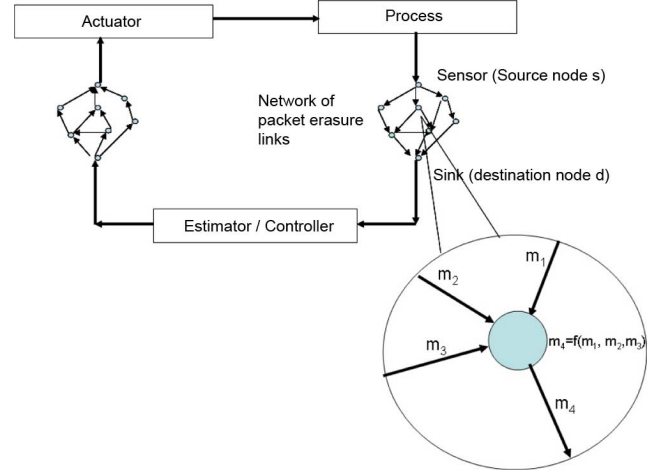 Actuator
Process
Sensor (Source node s)
Network of
packet erasure
links
Sink (destination node d)
Estimator / Controller
m1
m2
m3
m4=f(m1, m2,m3)
m4